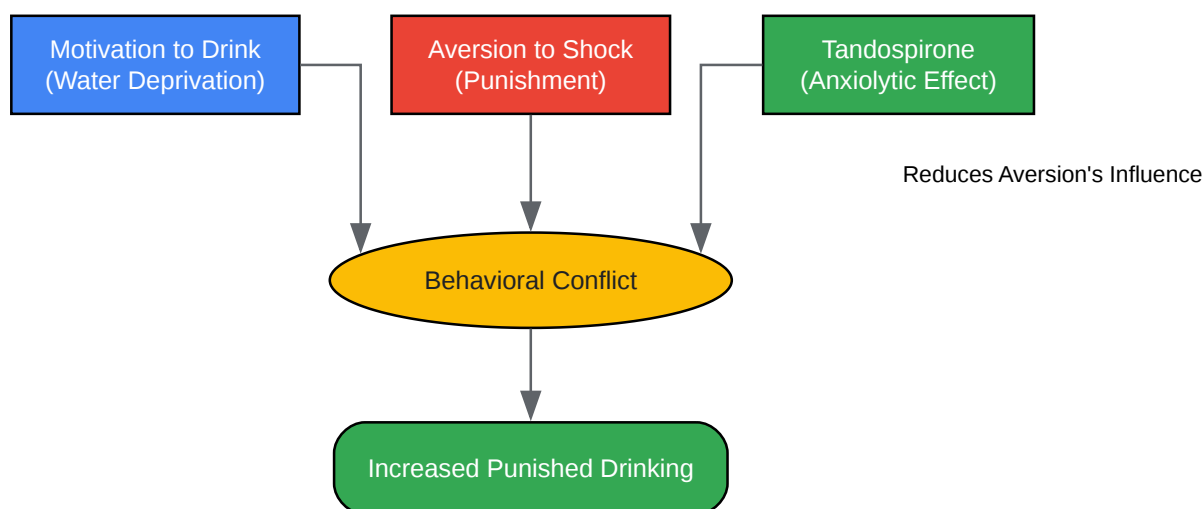 Motivation to Drink
(Water Deprivation)
Aversion to Shock
(Punishment)
Tandospirone
(Anxiolytic Effect)
Reduces Aversion's Influence
Behavioral Conflict
Increased Punished Drinking